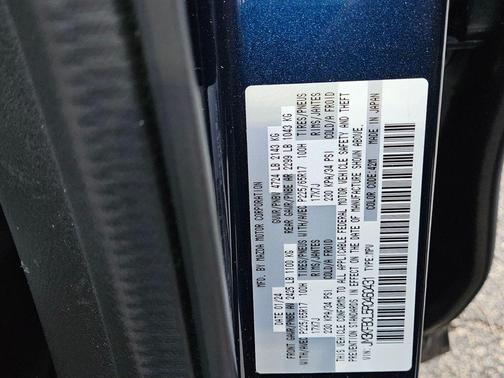 MFD. BY MAZDA MOTOR CORPORATION
DATE 01/24 GVWR/PNBV 4724 LB 2143 KG
FRONT GAWR/PNBE AV 2425 LB 1100 KG REAR GAWR/PNBE AR 2299 LB 1043 KG
WITH/AVEC P225/65R17 100H TIRES/PNEUS WITH/AVEC P225/65R17 100H TIRES/PNEUS
17X7J RIMS/JANTES 17X7J RIMS/JANTES
230 KPA/34 PSI COLD/A FROID 230 KPA/34 PSI COLD/A FROID
THIS VEHICLE CONFORMS TO ALL APPLICABLE FEDERAL MOTOR VEHICLE SAFETY AND THEFT
PREVENTION STANDARDS IN EFFECT ON THE DATE OF MANUFACTURE SHOWN ABOVE.
MADE IN JAPAN
TYPE: MPV COLOR CODE: 42M